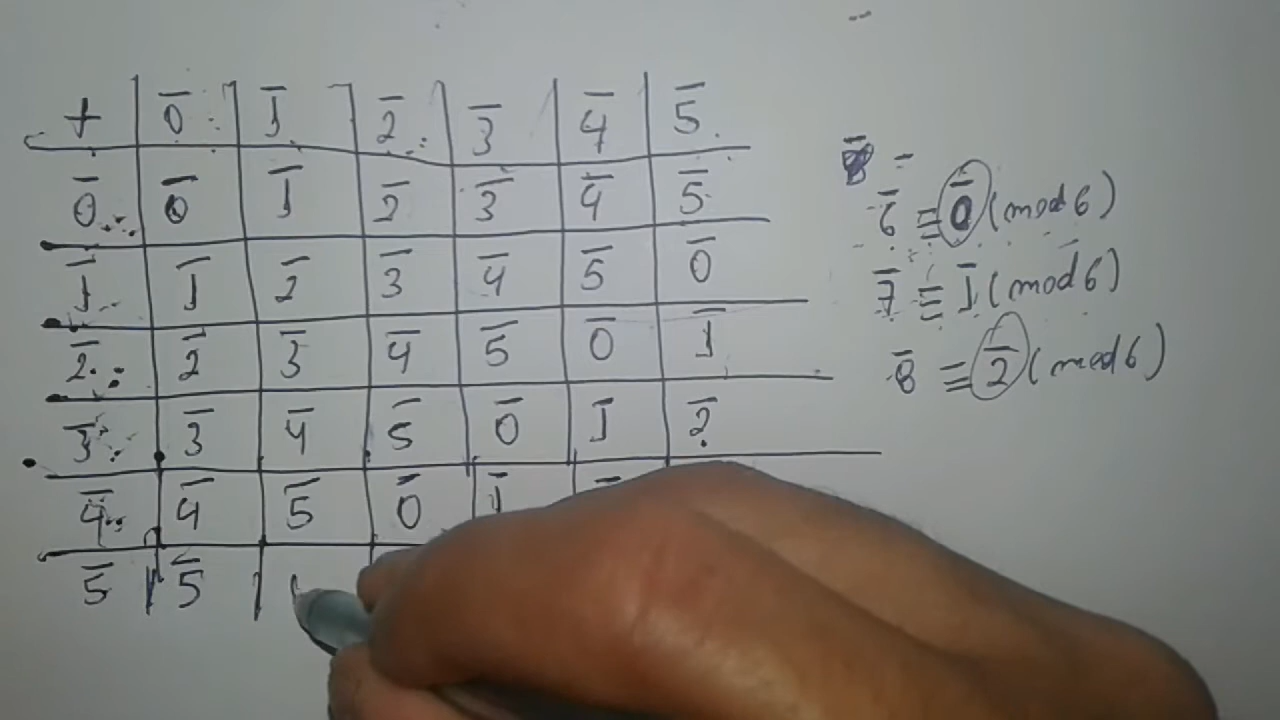 + 0̅ 1̅ 2̅ 3̅ 4̅ 5̅
0̅ 0̅ 1̅ 2̅ 3̅ 4̅ 5̅
1̅ 1̅ 2̅ 3̅ 4̅ 5̅ 0̅
2̅ 2̅ 3̅ 4̅ 5̅ 0̅ 1̅
3̅ 3̅ 4̅ 5̅ 0̅ 1̅ 2̅
4̅ 4̅ 5̅ 0̅ 1̅
5̅ 5̅
6̅ ≡ 0̅ (mod 6)
7̅ ≡ 1̅ (mod 6)
8̅ ≡ 2̅ (mod 6)